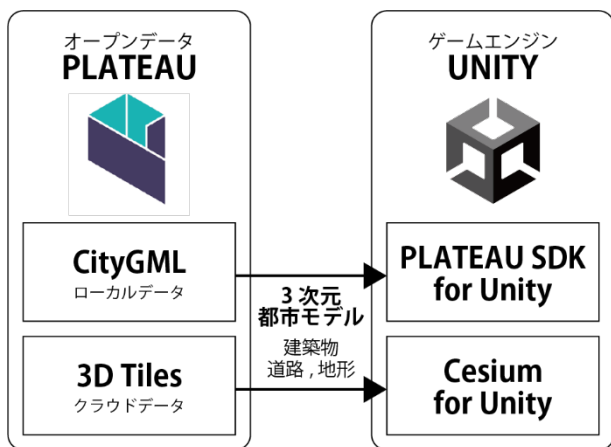 オープンデータ
PLATEAU
CityGML
ローカルデータ
3D Tiles
クラウドデータ
3 次元
都市モデル
建築物
道路 , 地形
ゲームエンジン
UNITY
PLATEAU SDK
for Unity
Cesium
for Unity